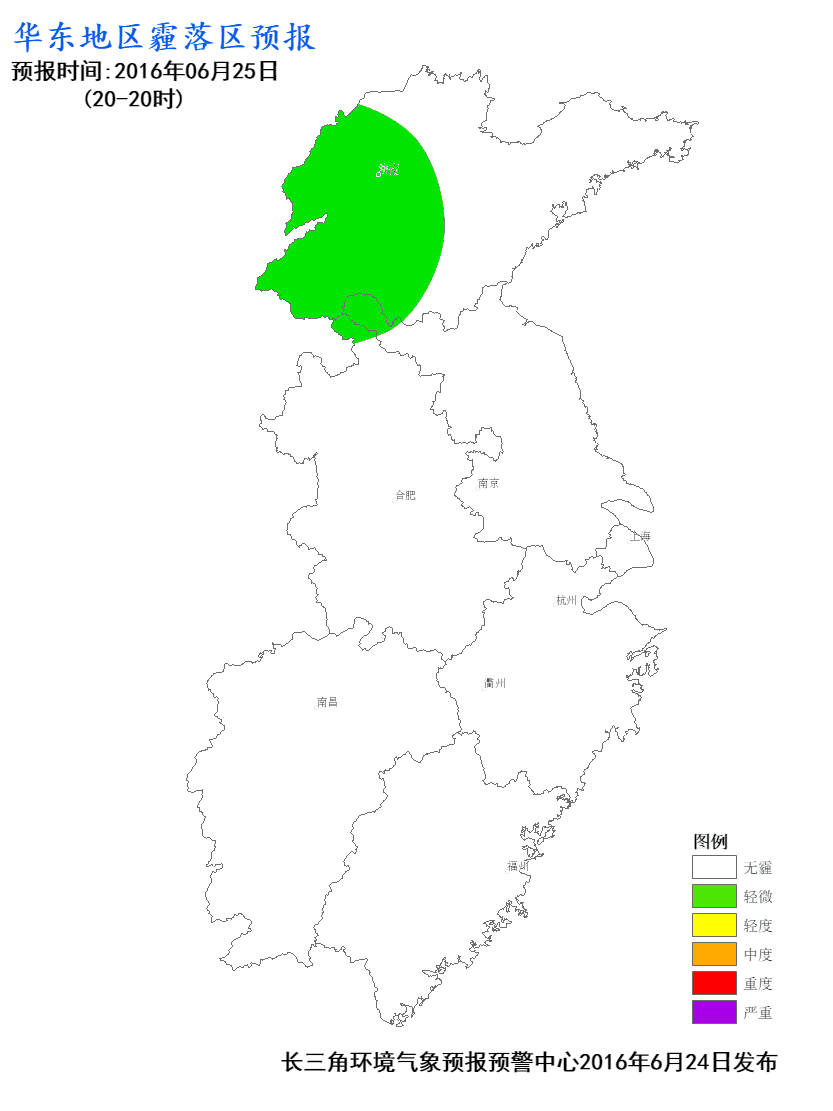 华东地区霾落区预报
预报时间:2016年06月25日
(20-20时)
合肥
南京
上海
杭州
衢州
南昌
福州
图例
无霾
轻微
轻度
中度
重度
严重
长三角环境气象预报预警中心2016年6月24日发布